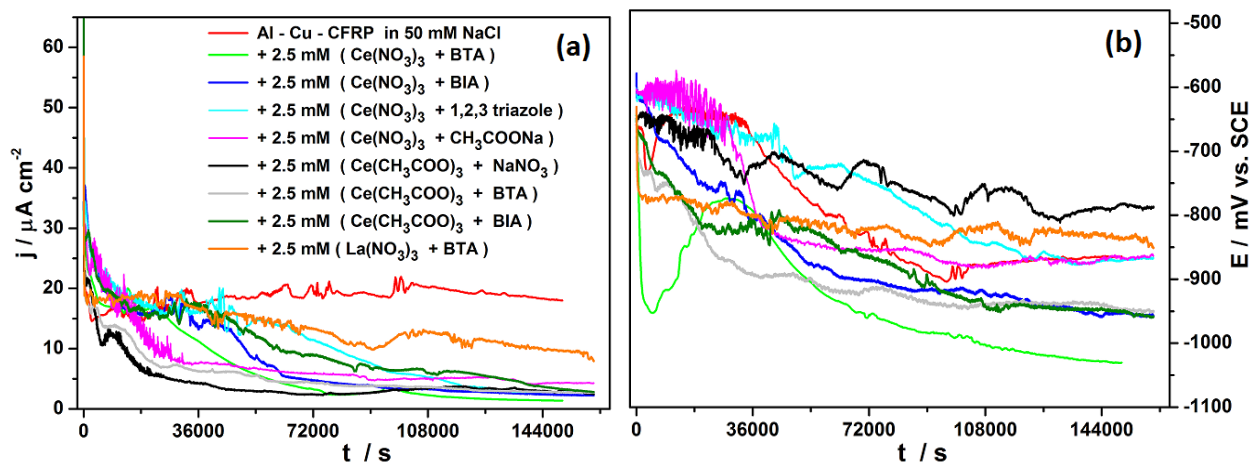 (a)
Al - Cu - CFRP in 50 mM NaCl
+ 2.5 mM ( Ce(NO3)3 + BTA )
+ 2.5 mM ( Ce(NO3)3 + BIA )
+ 2.5 mM ( Ce(NO3)3 + 1,2,3 triazole )
+ 2.5 mM ( Ce(NO3)3 + CH3COONa )
+ 2.5 mM ( Ce(CH3COO)3 + NaNO3 )
+ 2.5 mM ( Ce(CH3COO)3 + BTA )
+ 2.5 mM ( Ce(CH3COO)3 + BIA )
+ 2.5 mM ( La(NO3)3 + BTA )
j / μA cm-2
60
50
40
30
20
10
0
0 36000 72000 108000 144000
t / s
(b)
-500
-600
-700
-800
-900
-1000
-1100
E / mV vs. SCE
0 36000 72000 108000 144000
t / s